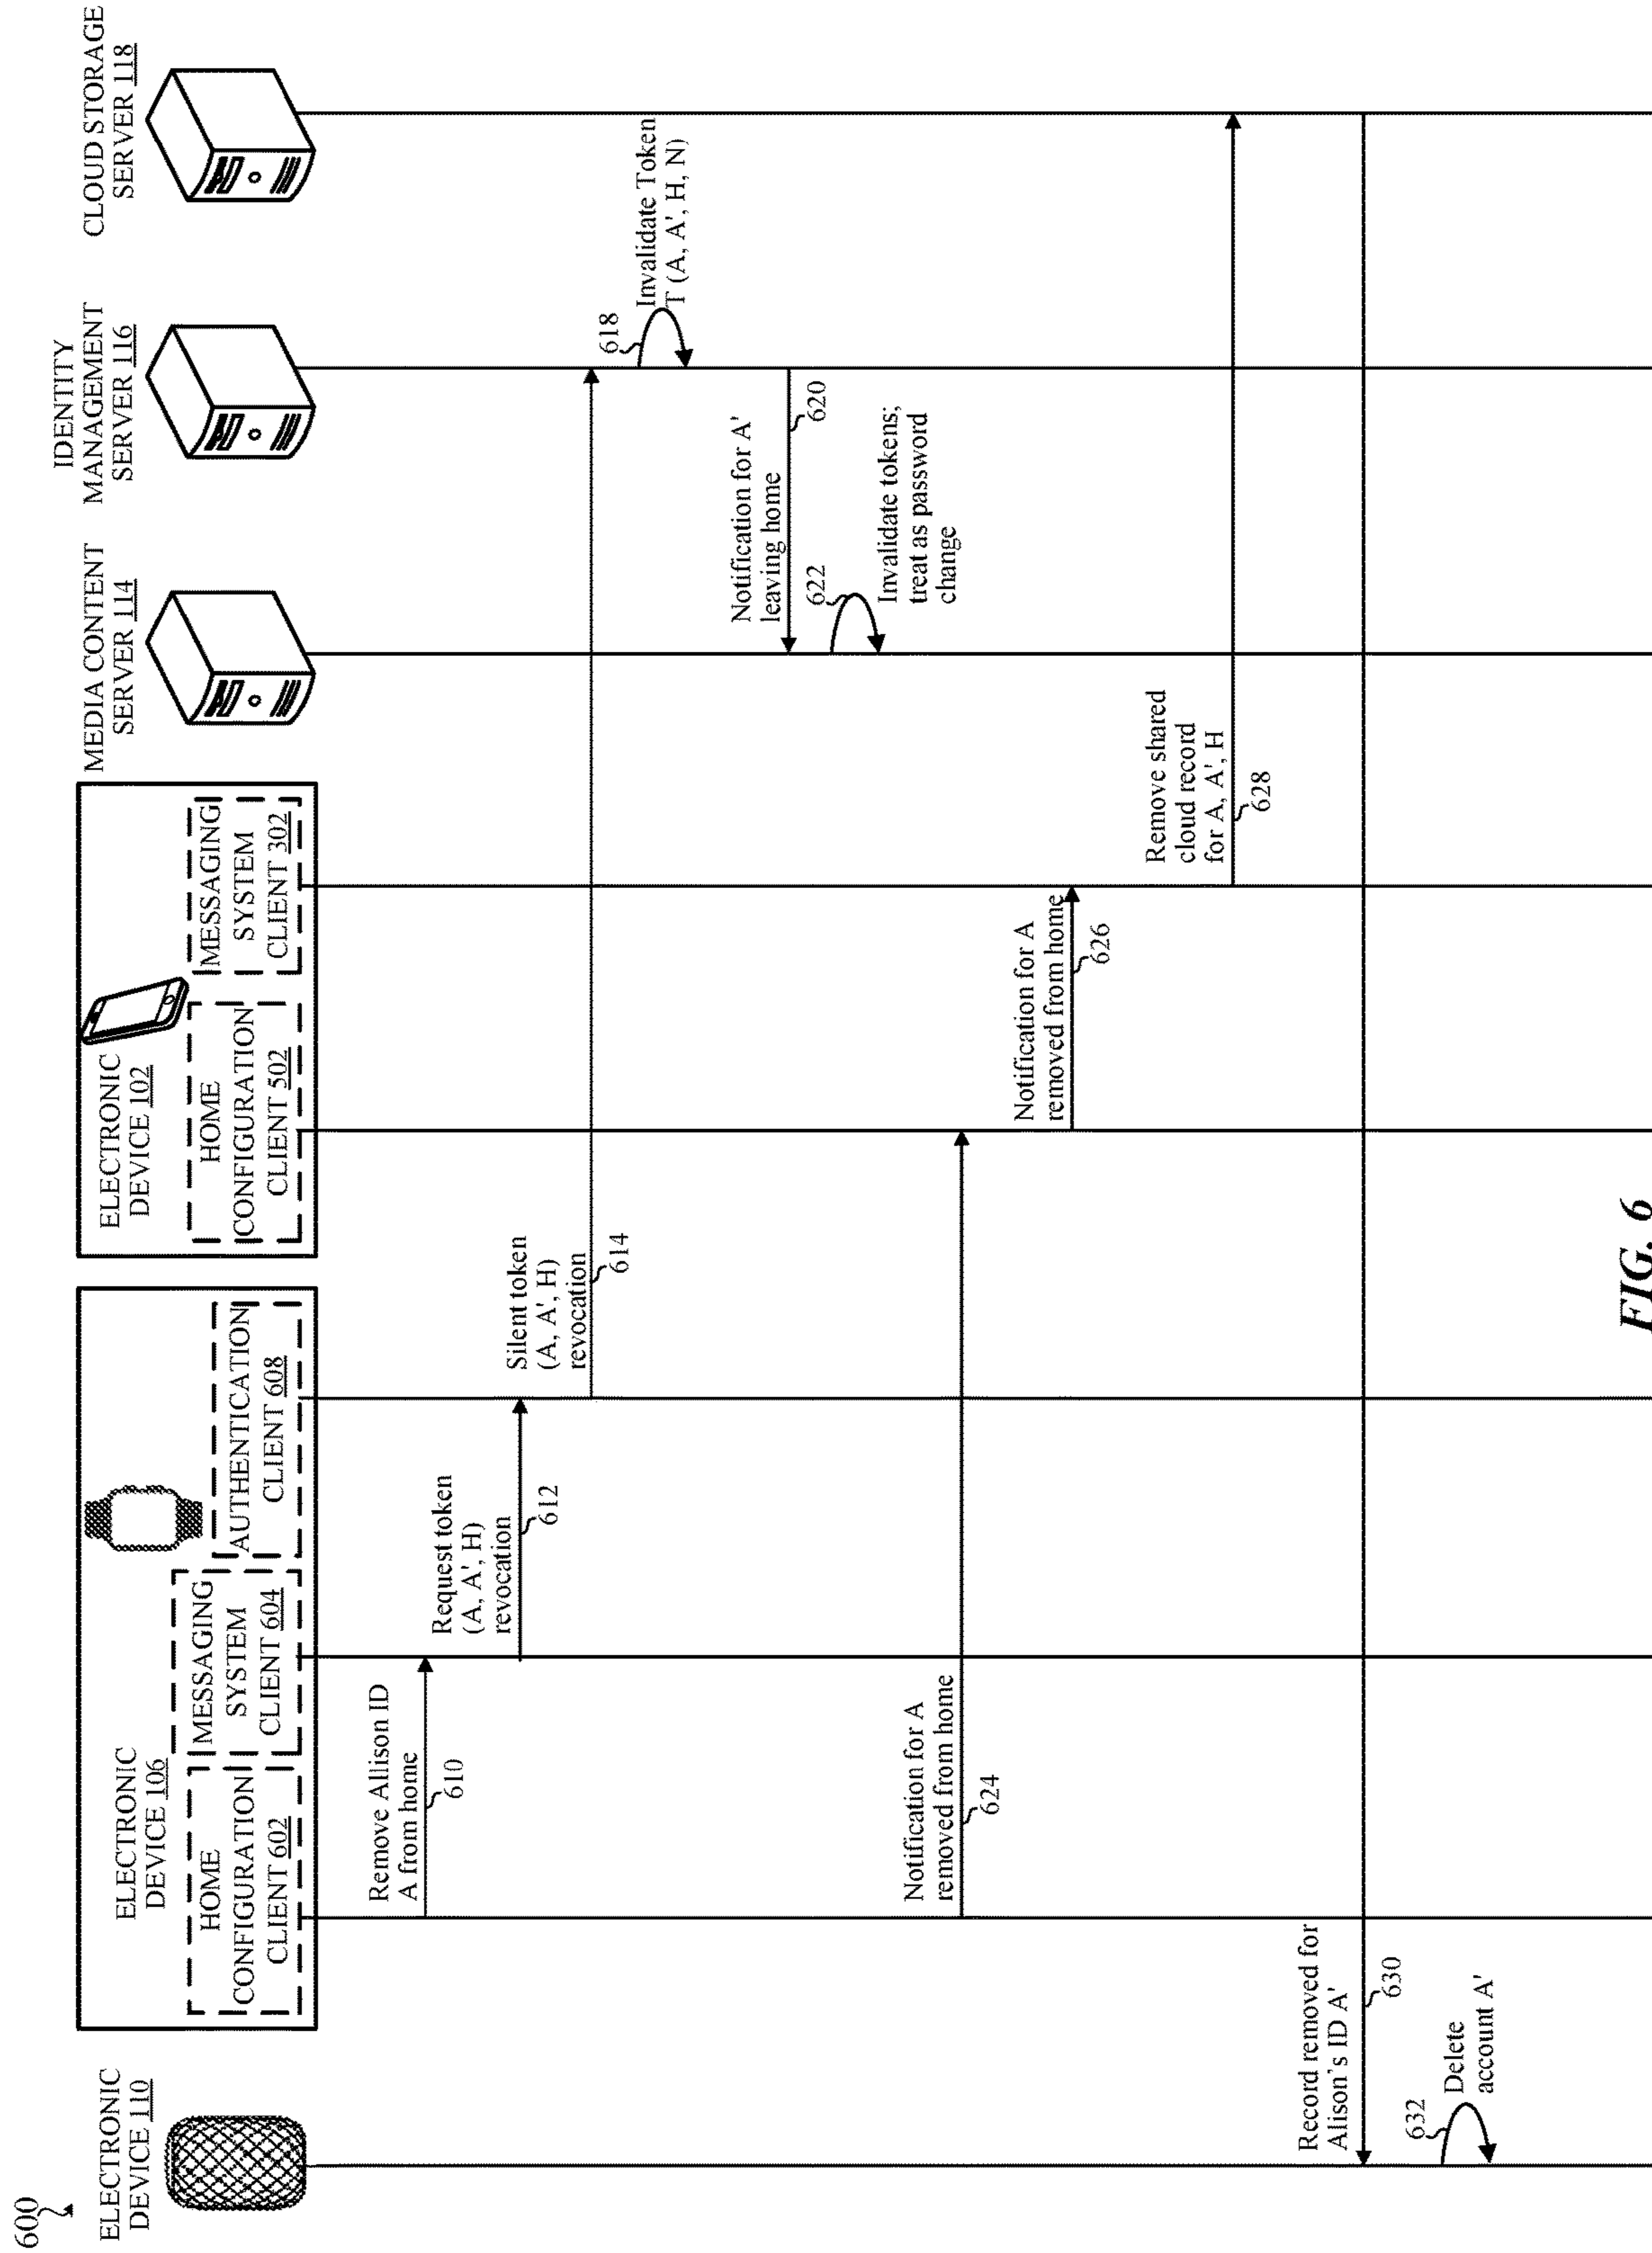 600
ELECTRONIC
DEVICE 110
ELECTRONIC
DEVICE 106
HOME
CONFIGURATION
CLIENT 602
MESSAGING
SYSTEM
CLIENT 604
AUTHENTICATION
CLIENT 608
ELECTRONIC
DEVICE 102
HOME
CONFIGURATION
CLIENT 502
MESSAGING
SYSTEM
CLIENT 302
MEDIA CONTENT
SERVER 114
IDENTITY
MANAGEMENT
SERVER 116
CLOUD STORAGE
SERVER 118
Remove Allison ID
A from home
610
Request token
(A, A', H)
revocation
612
Silent token
(A, A', H)
revocation
614
618
Invalidate Token
T (A, A', H, N)
Notification for A'
leaving home
620
622
Invalidate tokens;
treat as password
change
Notification for A
removed from home
624
Notification for A
removed from home
626
Remove shared
cloud record
for A, A', H
628
Record removed for
Alison's ID A'
630
632
Delete
account A'
FIG. 6